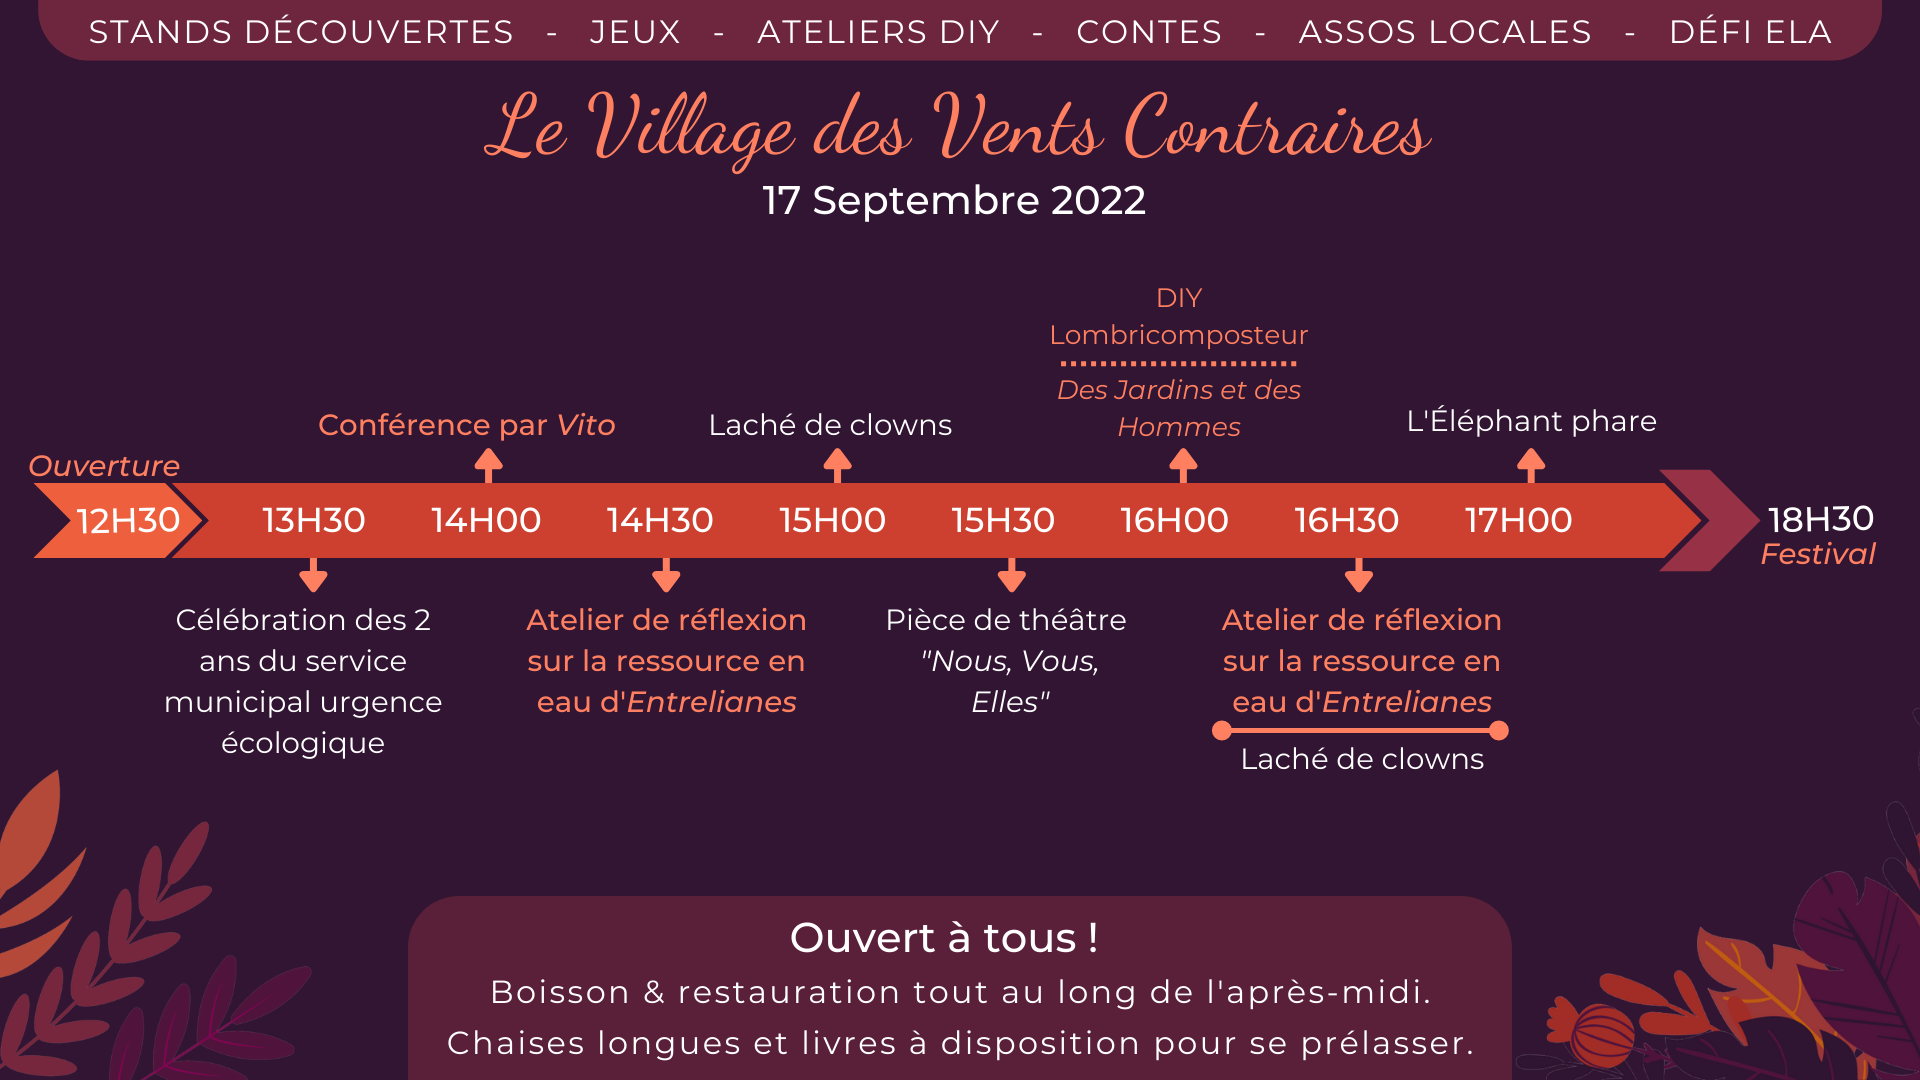 STANDS DÉCOUVERTES - JEUX - ATELIERS DIY - CONTES - ASSOS LOCALES - DÉFI ELA
Le Village des Vents Contraires
17 Septembre 2022
DIY
Lombricomposteur
Des Jardins et des
Hommes
Conférence par Vito
Laché de clowns
L'Éléphant phare
Ouverture
12H30 13H30 14H00 14H30 15H00 15H30 16H00 16H30 17H00 18H30
Festival
Célébration des 2
ans du service
municipal urgence
écologique
Atelier de réflexion
sur la ressource en
eau d'Entrelianes
Pièce de théâtre
"Nous, Vous,
Elles"
Atelier de réflexion
sur la ressource en
eau d'Entrelianes
Laché de clowns
Ouvert à tous !
Boisson & restauration tout au long de l'après-midi.
Chaises longues et livres à disposition pour se prélasser.